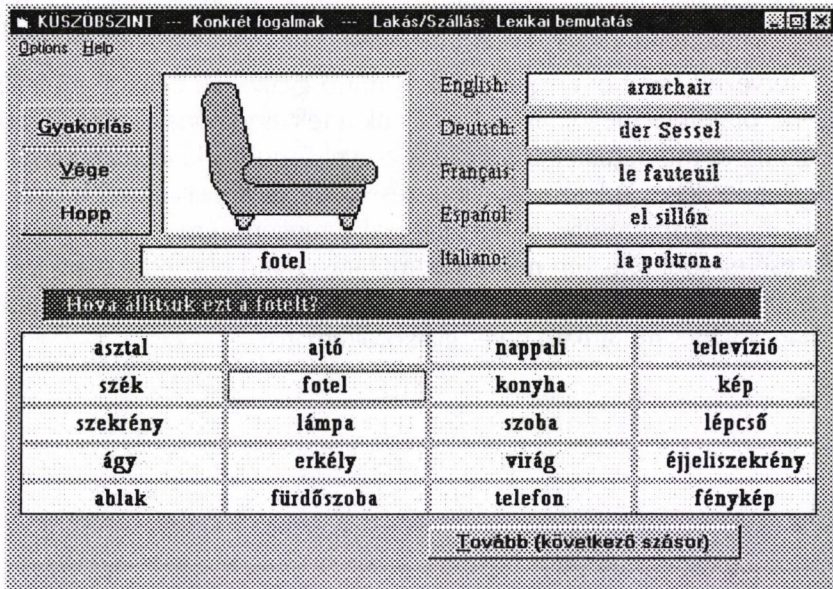 KÜSZÖBSZINT --- Konkrét fogalmak --- Lakás/Szállás: Lexikai bemutatás
Options Help
Gyakorlás
Vége
Hopp
fotel
English: armchair
Deutsch: der Sessel
Français: le fauteuil
Español: el sillón
Italiano: la poltrona
Hova állítsuk ezt a fotelt?
asztal ajtó nappali televízió
szék fotel konyha kép
szekrény lámpa szoba lépcső
ágy erkély virág éjjeliszekrény
ablak fürdőszoba telefon fénykép
Tovább (következő szósor)